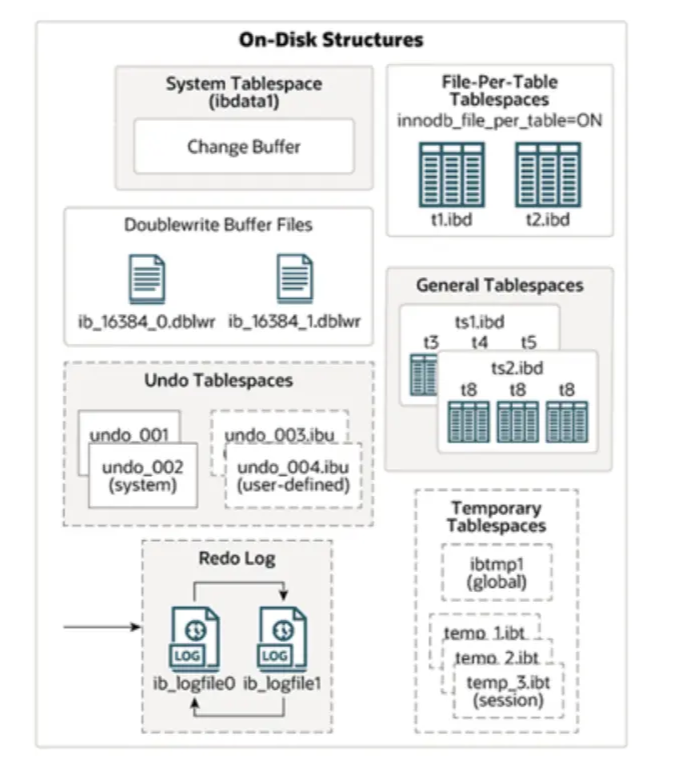 On-Disk Structures
System Tablespace
(ibdata1)
Change Buffer
File-Per-Table
Tablespaces
innodb_file_per_table=ON
t1.ibd t2.ibd
Doublewrite Buffer Files
ib_16384_0.dblwr ib_16384_1.dblwr
General Tablespaces
ts1.ibd
t3 t4 t5
ts2.ibd
t8 t8 t8
Undo Tablespaces
undo_001
undo_002
(system)
undo_003.ibu
undo_004.ibu
(user-defined)
Temporary
Tablespaces
ibtmp1
(global)
temp_1.ibt
temp_2.ibt
temp_3.ibt
(session)
Redo Log
LOG LOG
ib_logfile0 ib_logfile1